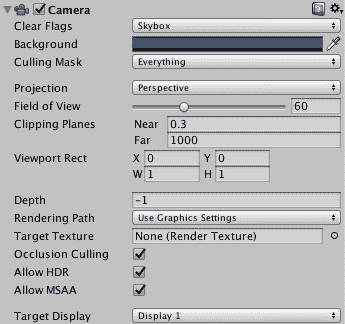 Camera
Clear Flags Skybox
Background
Culling Mask Everything
Projection Perspective
Field of View 60
Clipping Planes Near 0.3
Far 1000
Viewport Rect X 0 Y 0
W 1 H 1
Depth -1
Rendering Path Use Graphics Settings
Target Texture None (Render Texture)
Occlusion Culling
Allow HDR
Allow MSAA
Target Display Display 1